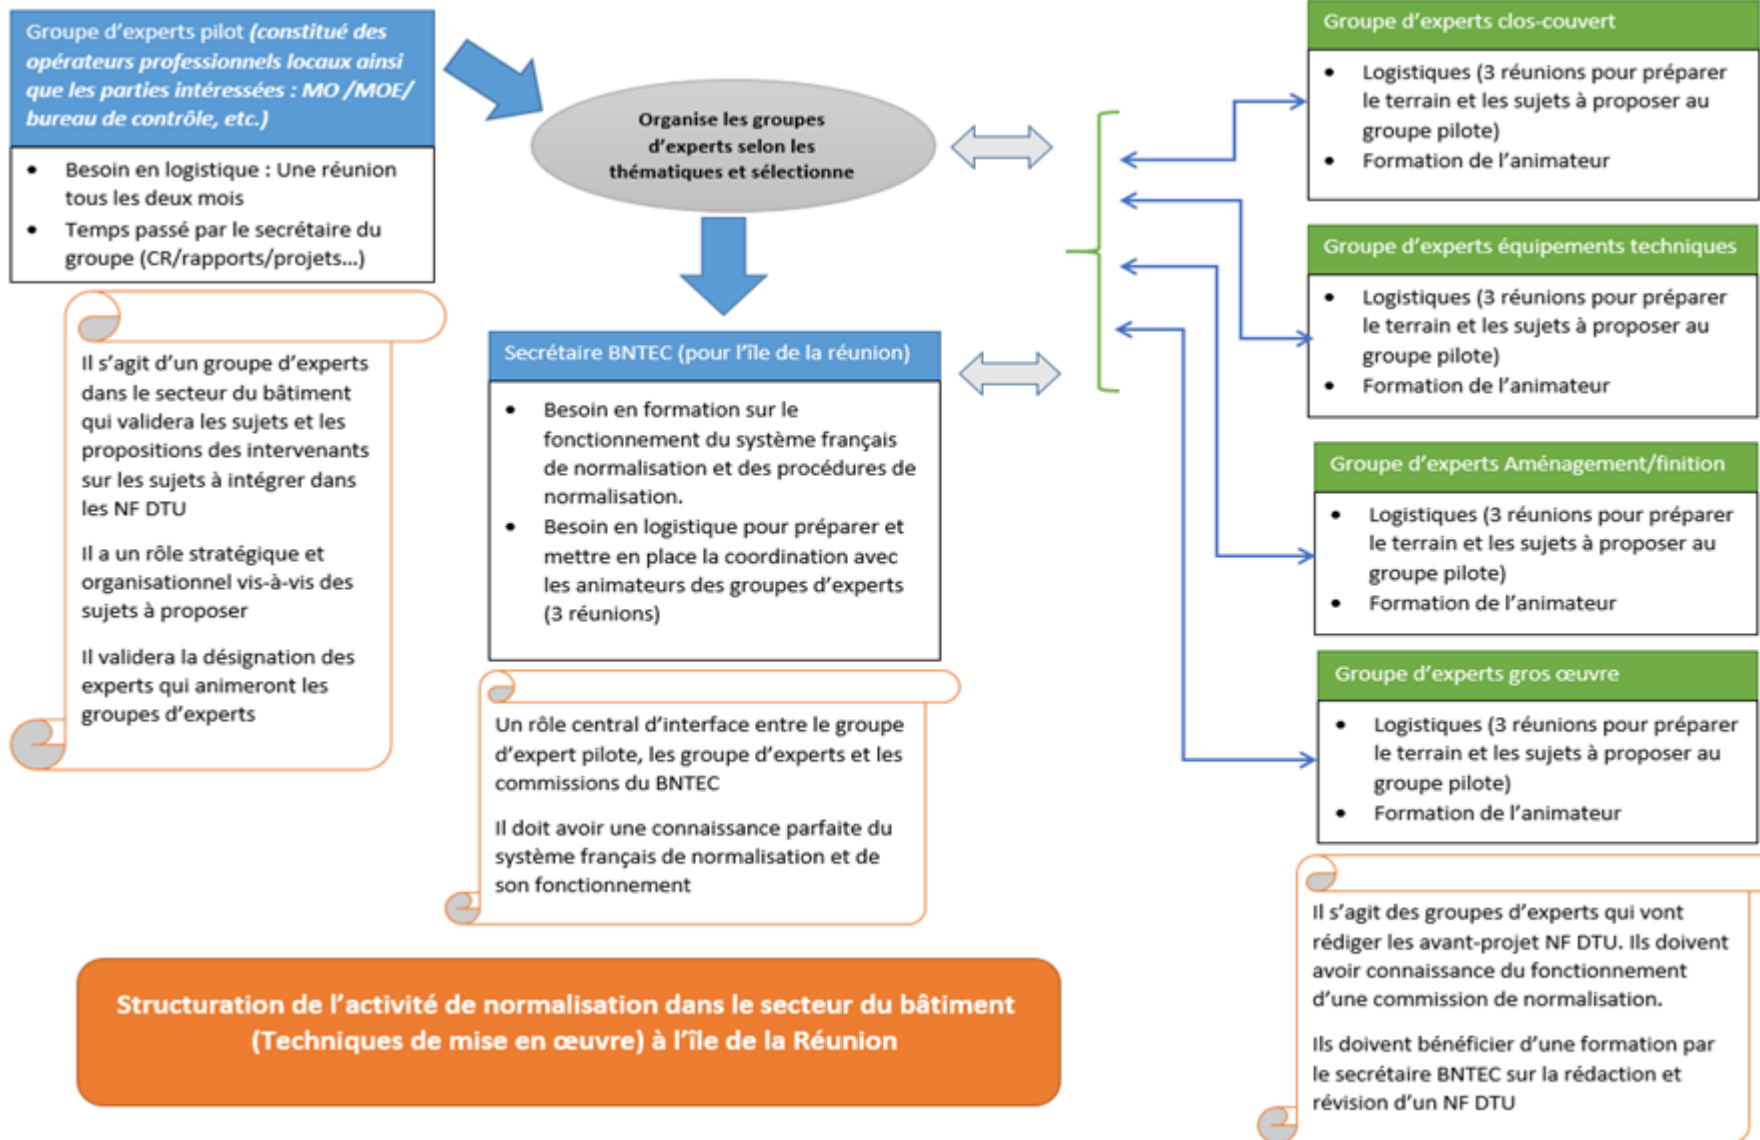 Groupe d'experts pilot (constitué des
opérateurs professionnels locaux ainsi
que les parties intéressées : MO /MOE/
bureau de contrôle, etc.)
• Besoin en logistique : Une réunion
tous les deux mois
• Temps passé par le secrétaire du
groupe (CR/rapports/projets...)
Il s'agit d'un groupe d'experts
dans le secteur du bâtiment
qui validera les sujets et les
propositions des intervenants
sur les sujets à intégrer dans
les NF DTU
Il a un rôle stratégique et
organisationnel vis-à-vis des
sujets à proposer
Il validera la désignation des
experts qui animeront les
groupes d'experts
Organise les groupes
d'experts selon les
thématiques et sélectionne
Secrétaire BNTEC (pour l'île de la réunion)
• Besoin en formation sur le
fonctionnement du système français
de normalisation et des procédures de
normalisation.
• Besoin en logistique pour préparer et
mettre en place la coordination avec
les animateurs des groupes d'experts
(3 réunions)
Un rôle central d'interface entre le groupe
d'expert pilote, les groupe d'experts et les
commissions du BNTEC
Il doit avoir une connaissance parfaite du
système français de normalisation et de
son fonctionnement
Groupe d'experts clos-couvert
• Logistiques (3 réunions pour préparer
le terrain et les sujets à proposer au
groupe pilote)
• Formation de l'animateur
Groupe d'experts équipements techniques
• Logistiques (3 réunions pour préparer
le terrain et les sujets à proposer au
groupe pilote)
• Formation de l'animateur
Groupe d'experts Aménagement/finition
• Logistiques (3 réunions pour préparer
le terrain et les sujets à proposer au
groupe pilote)
• Formation de l'animateur
Groupe d'experts gros œuvre
• Logistiques (3 réunions pour préparer
le terrain et les sujets à proposer au
groupe pilote)
• Formation de l'animateur
Il s'agit des groupes d'experts qui vont
rédiger les avant-projet NF DTU. Ils doivent
avoir connaissance du fonctionnement
d'une commission de normalisation.
Ils doivent bénéficier d'une formation par
le secrétaire BNTEC sur la rédaction et
révision d'un NF DTU
Structuration de l'activité de normalisation dans le secteur du bâtiment
(Techniques de mise en œuvre) à l'île de la Réunion